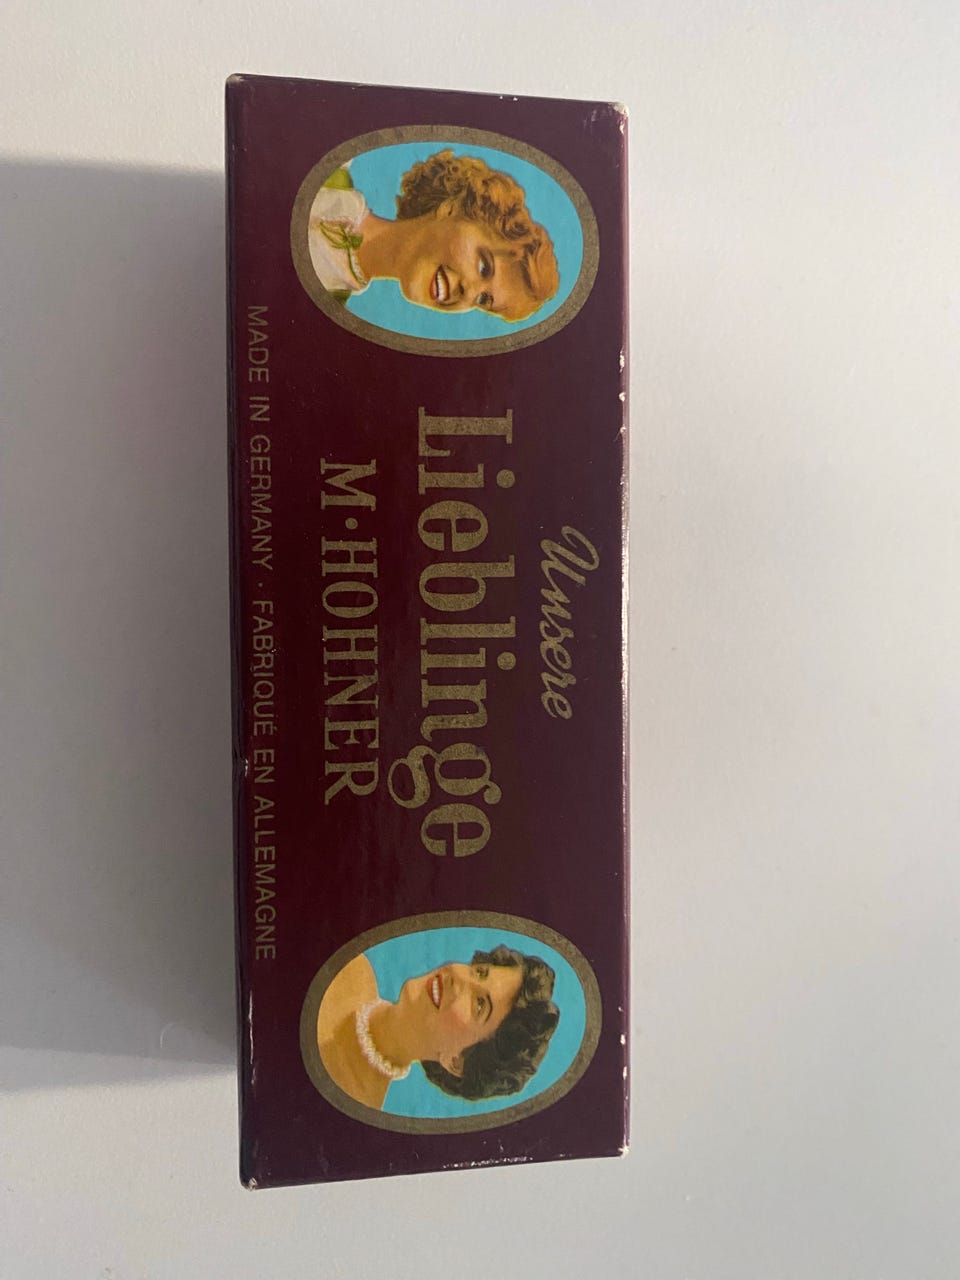 Unsere
Lieblinge
M·HOHNER
MADE IN GERMANY · FABRIQUÉ EN ALLEMAGNE